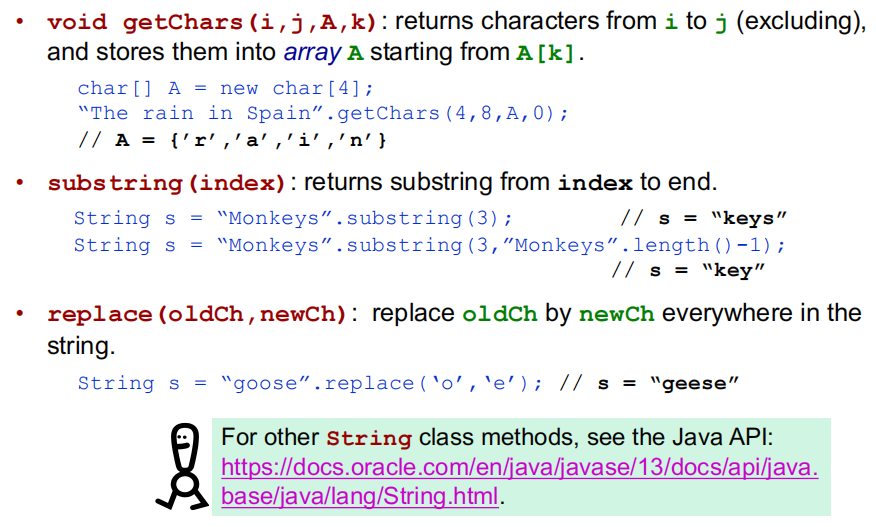 • void getChars(i,j,A,k): returns characters from i to j (excluding),
and stores them into array A starting from A[k].
char[] A = new char[4];
“The rain in Spain”.getChars(4,8,A,0);
// A = {’r’,’a’,’i’,’n’}
• substring(index): returns substring from index to end.
String s = “Monkeys”.substring(3); // s = “keys”
String s = “Monkeys”.substring(3,”Monkeys”.length()-1);
// s = “key”
• replace(oldCh,newCh): replace oldCh by newCh everywhere in the
string.
String s = “goose”.replace(‘o’,‘e’); // s = “geese”
For other String class methods, see the Java API:
https://docs.oracle.com/en/java/javase/13/docs/api/java.
base/java/lang/String.html.